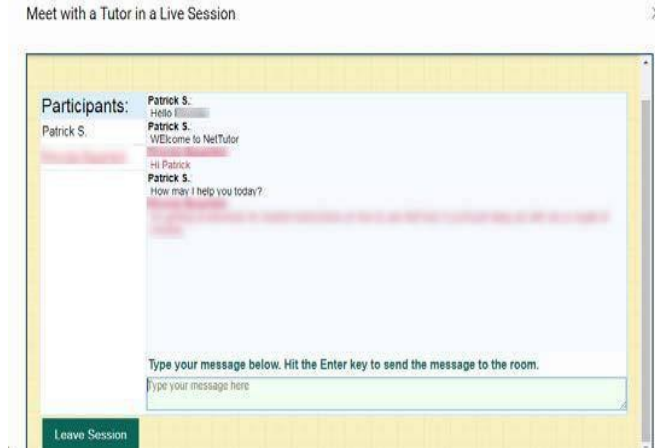 Meet with a Tutor in a Live Session
Participants:
Patrick S.
Patrick S.
Hello
Patrick S.
WElcome to NetTutor
Hi Patrick
Patrick S.
How may I help you today?
Type your message below. Hit the Enter key to send the message to the room.
Type your message here
Leave Session